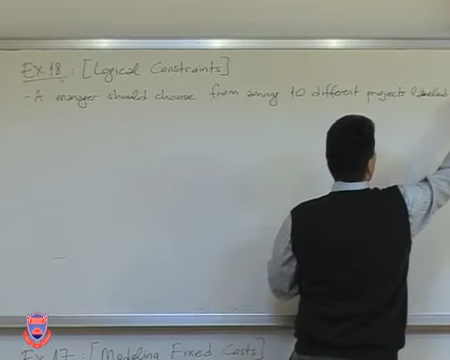 Ex 18 : [Logical Constraints]
- A manager should choose from among 10 different projects labeled
Ex 17 : [Modeling Fixed Costs]